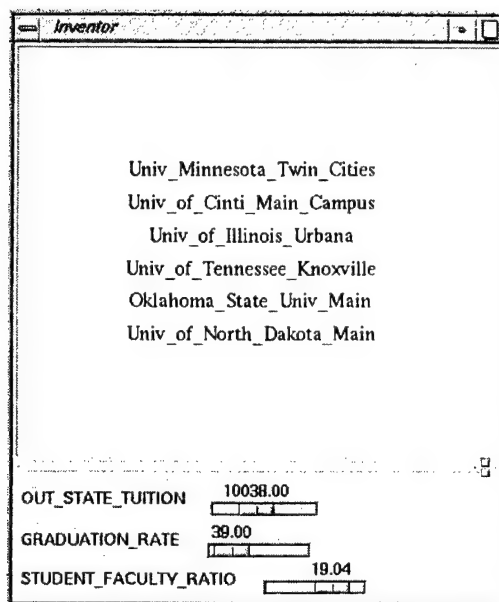 Inventor
Univ_Minnesota_Twin_Cities
Univ_of_Cinti_Main_Campus
Univ_of_Illinois_Urbana
Univ_of_Tennessee_Knoxville
Oklahoma_State_Univ_Main
Univ_of_North_Dakota_Main
OUT_STATE_TUITION 10038.00
GRADUATION_RATE 39.00
STUDENT_FACULTY_RATIO 19.04